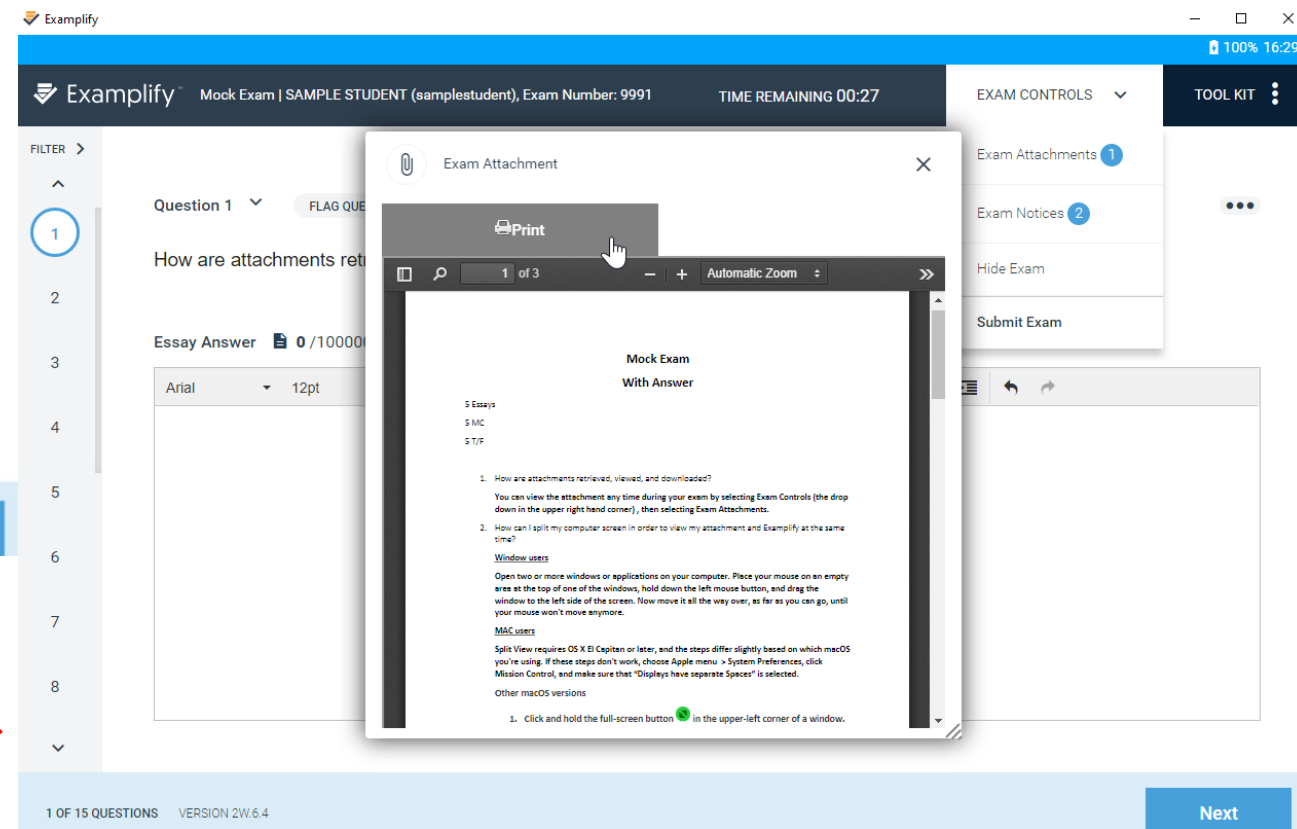 Examplify
100% 16:29
Examplify
Mock Exam | SAMPLE STUDENT (samplestudent), Exam Number: 9991
TIME REMAINING 00:27
EXAM CONTROLS
TOOL KIT
Exam Attachments 1
Exam Notices 2
Hide Exam
Submit Exam
FILTER
1
2
3
4
5
6
7
8
Question 1
FLAG QUE
How are attachments ret
Essay Answer 0 /10000
Arial 12pt
Exam Attachment
Print
1 of 3
Automatic Zoom
Mock Exam
With Answer
5 Essays
5 MC
5 T/F
1. How are attachments retrieved, viewed, and downloaded?
You can view the attachment any time during your exam by selecting Exam Controls (the drop
down in the upper right hand corner) , then selecting Exam Attachments.
2. How can I split my computer screen in order to view my attachment and Examplify at the same
time?
Window users
Open two or more windows or applications on your computer. Place your mouse on an empty
area at the top of one of the windows, hold down the left mouse button, and drag the
window to the left side of the screen. Now move it all the way over, as far as you can go, until
your mouse won't move anymore.
MAC users
Split View requires OS X El Capitan or later, and the steps differ slightly based on which macOS
you're using. If these steps don't work, choose Apple menu > System Preferences, click
Mission Control, and make sure that "Displays have separate Spaces" is selected.
Other macOS versions
1. Click and hold the full-screen button in the upper-left corner of a window.
1 OF 15 QUESTIONS VERSION 2W.6.4
Next